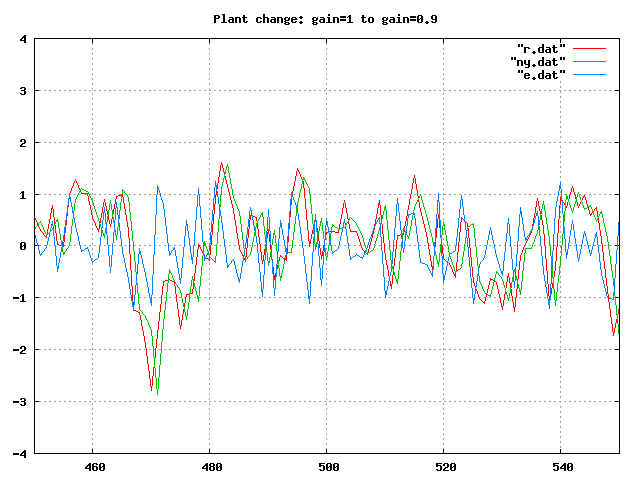 Plant change: gain=1 to gain=0.9
"r.dat"
"ny.dat"
"e.dat"
4
3
2
1
0
-1
-2
-3
-4
460 480 500 520 540